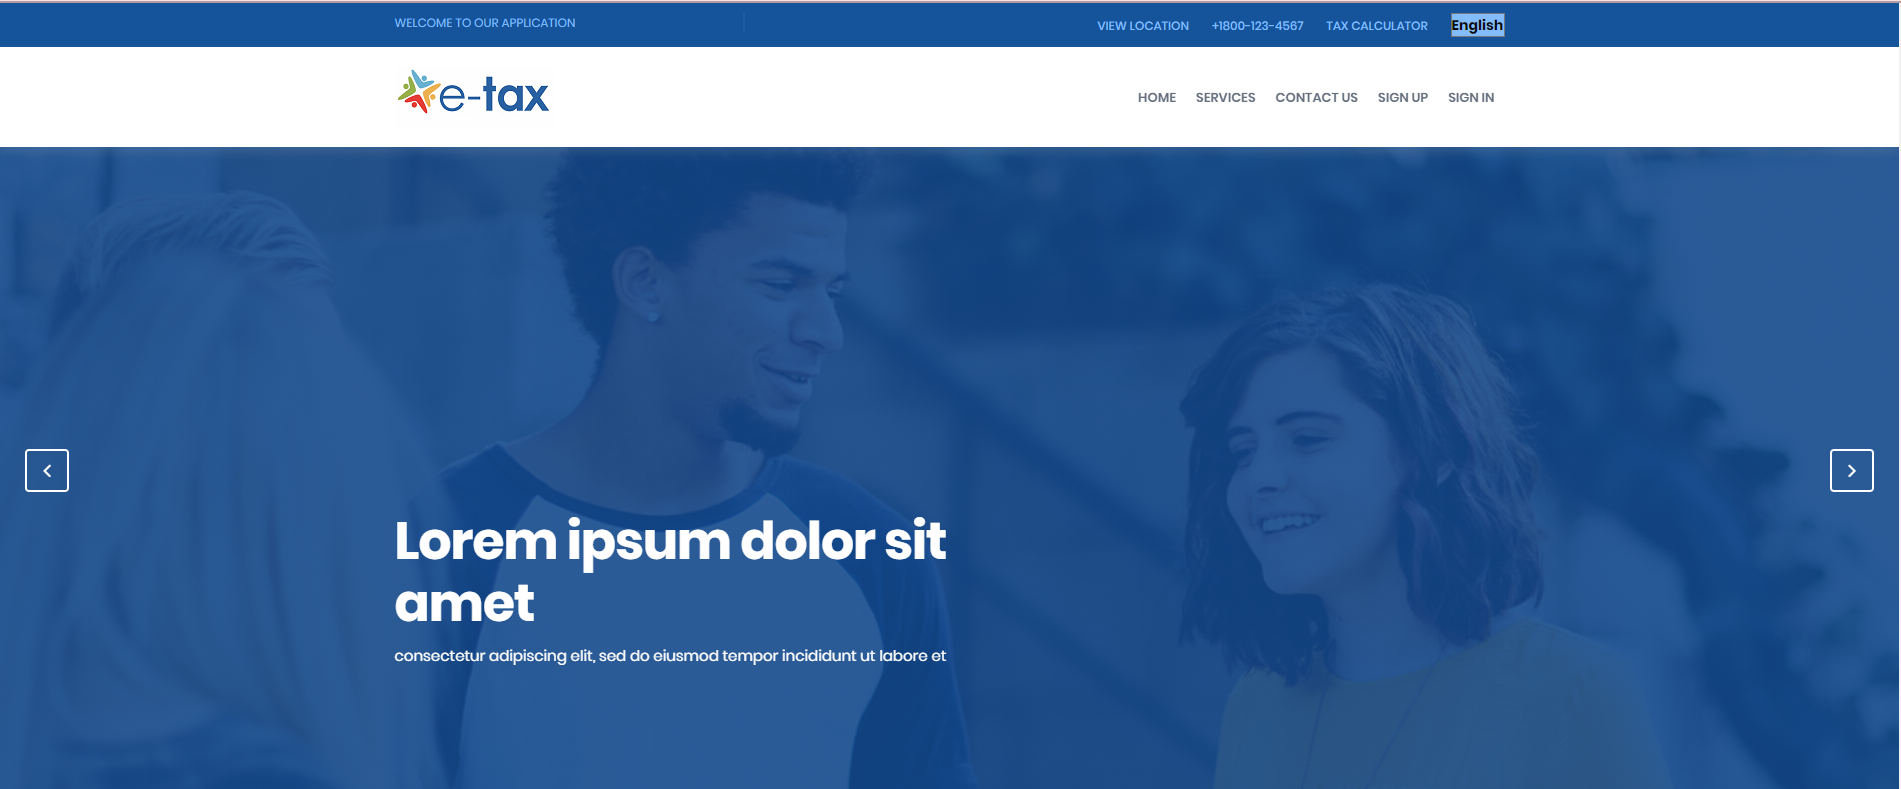 WELCOME TO OUR APPLICATION
VIEW LOCATION +1800-123-4567 TAX CALCULATOR English
e-tax
HOME SERVICES CONTACT US SIGN UP SIGN IN
Lorem ipsum dolor sit
amet
consectetur adipiscing elit, sed do eiusmod tempor incididunt ut labore et